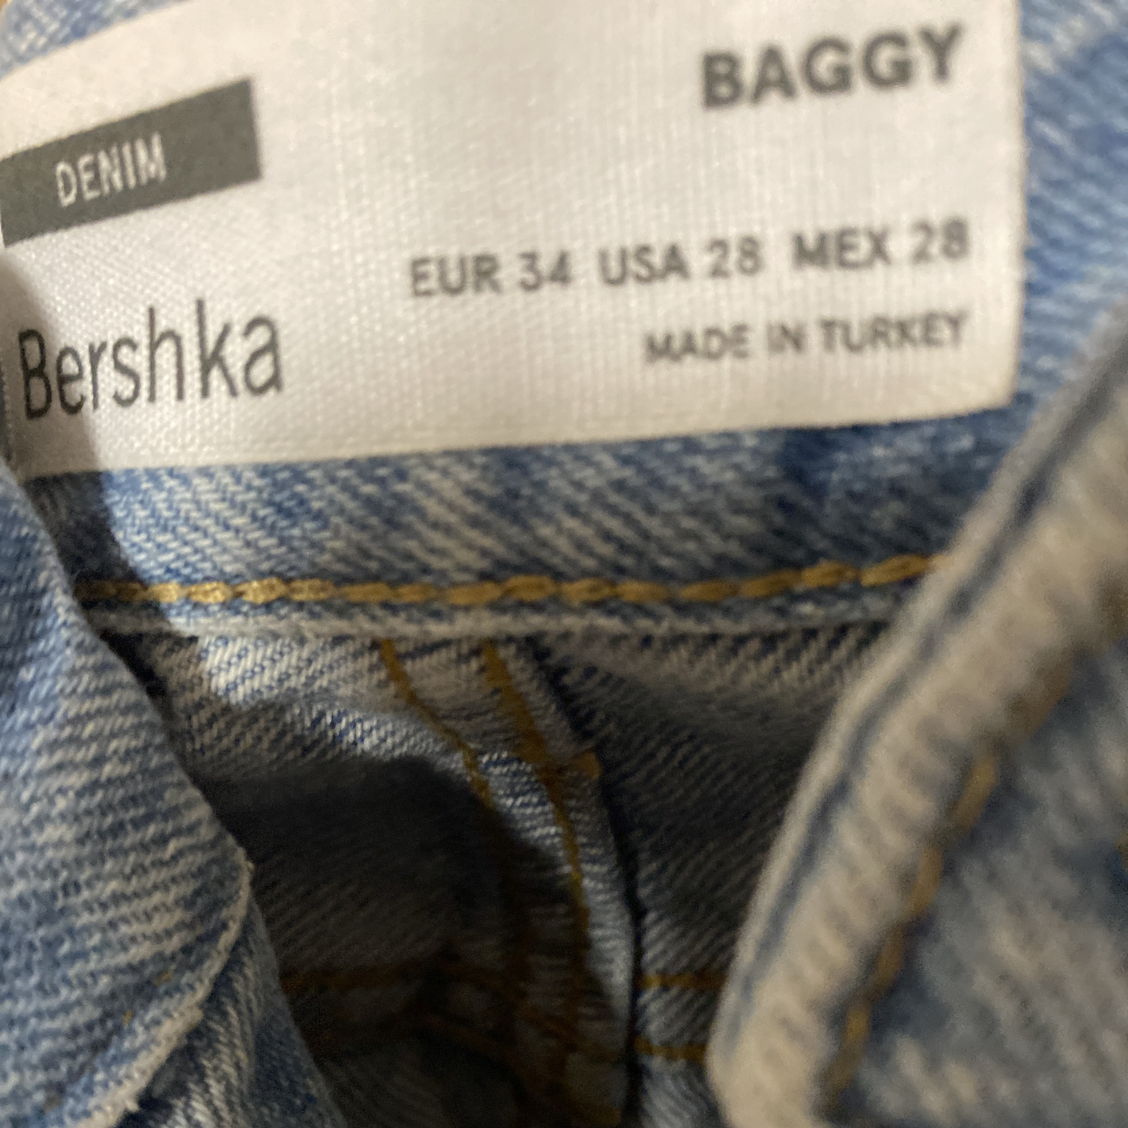 BAGGY
DENIM
EUR 34 USA 28 MEX 28
Bershka
MADE IN TURKEY